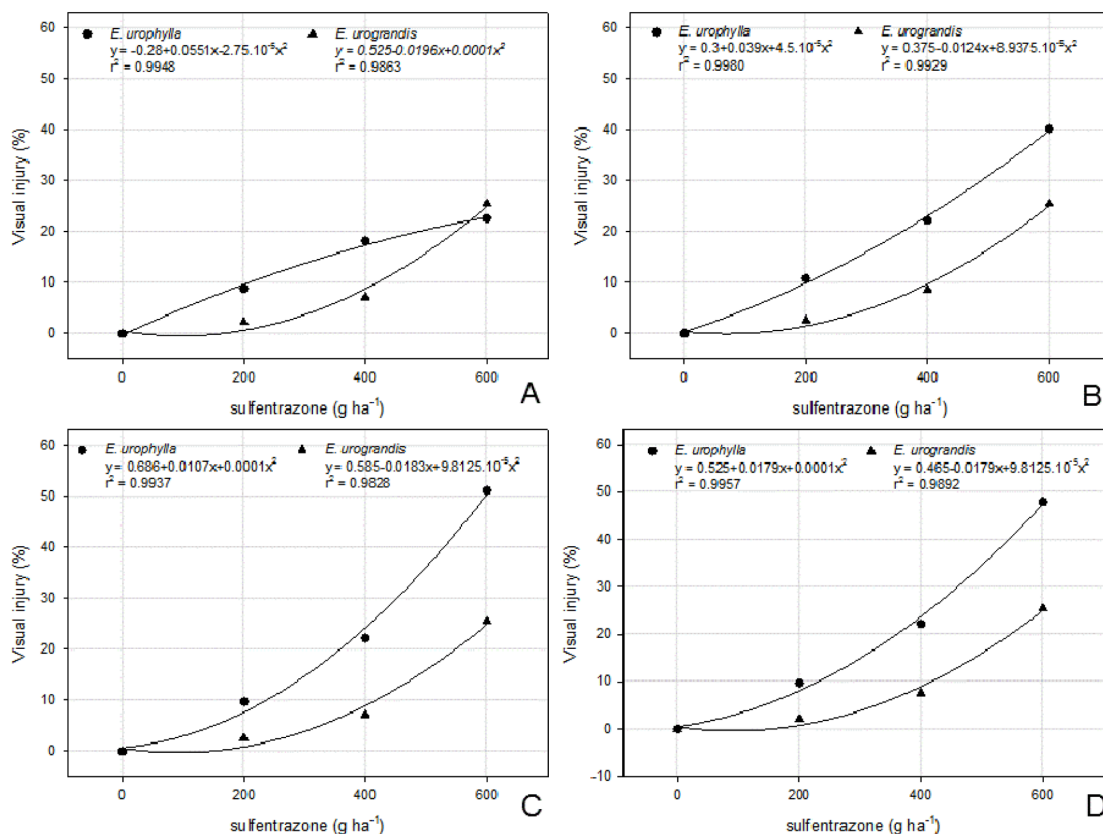 E. urophylla E. urograndis
y = -0.28+0.0551x-2.75.10⁻⁵x² y = 0.525-0.0196x+0.0001x²
r² = 0.9948 r² = 0.9863
60
50
40
30
20
10
0
Visual injury (%)
0 200 400 600
sulfentrazone (g ha⁻¹)
A
E. urophylla E. urograndis
y = 0.3+0.039x+4.5.10⁻⁵x² y = 0.375-0.0124x+8.9375.10⁻⁵x²
r² = 0.9980 r² = 0.9929
60
50
40
30
20
10
0
Visual injury (%)
0 200 400 600
sulfentrazone (g ha⁻¹)
B
E. urophylla E. urograndis
y = 0.686+0.0107x+0.0001x² y = 0.585-0.0183x+9.8125.10⁻⁵x²
r² = 0.9937 r² = 0.9828
60
50
40
30
20
10
0
Visual injury (%)
0 200 400 600
sulfentrazone (g ha⁻¹)
C
E. urophylla E. urograndis
y = 0.525+0.0179x+0.0001x² y = 0.465-0.0179x+9.8125.10⁻⁵x²
r² = 0.9957 r² = 0.9892
60
50
40
30
20
10
0
-10
Visual injury (%)
0 200 400 600
sulfentrazone (g ha⁻¹)
D